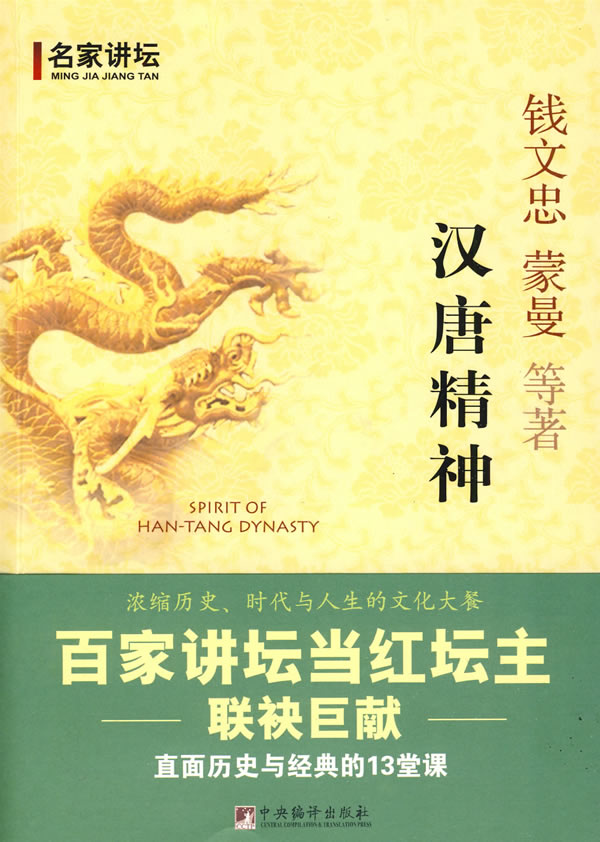 名家讲坛
MING JIA JIANG TAN
钱文忠 蒙曼 等著
汉唐精神
SPIRIT OF
HAN-TANG DYNASTY
浓缩历史、时代与人生的文化大餐
百家讲坛当红坛主
联袂巨献
直面历史与经典的13堂课
中央编译出版社
CENTRAL COMPILATION & TRANSLATION PRESS